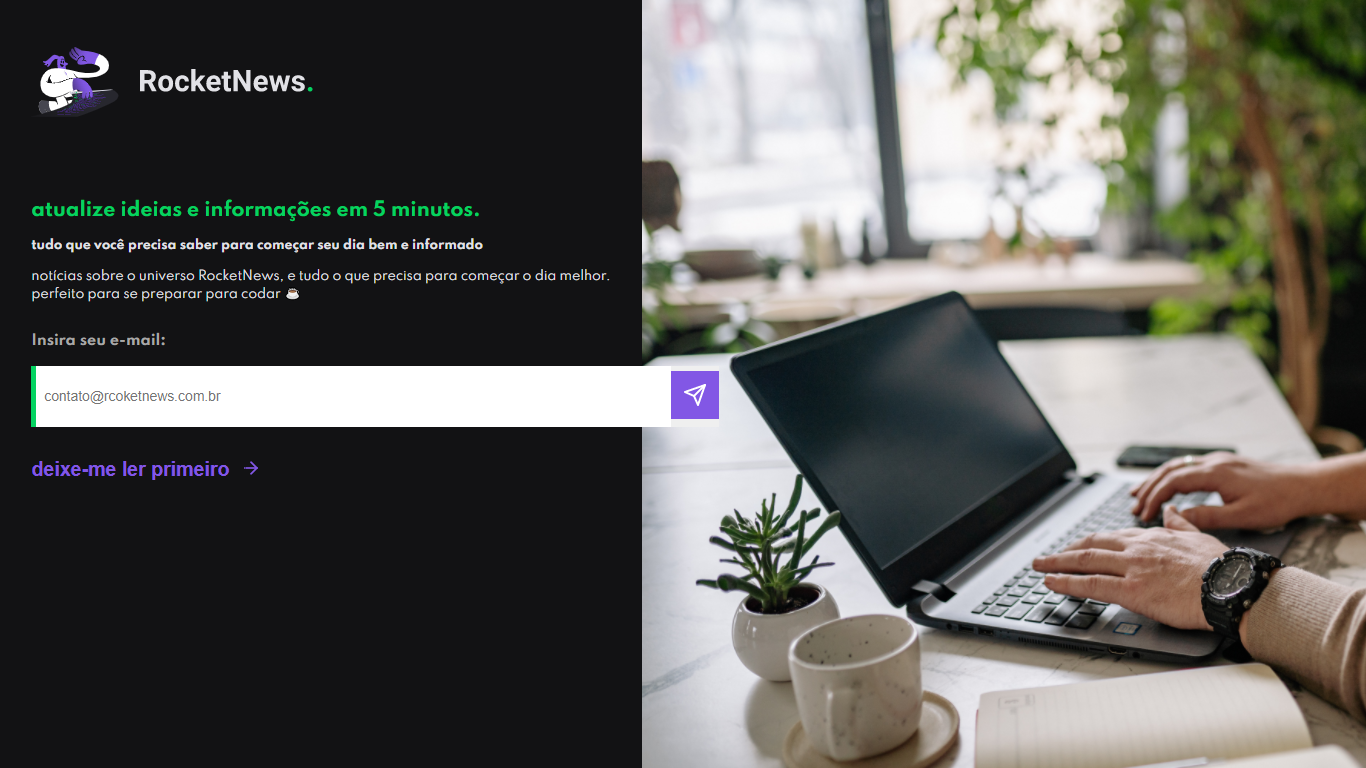 RocketNews.
atualize ideias e informações em 5 minutos.
tudo que você precisa saber para começar seu dia bem e informado
notícias sobre o universo RocketNews, e tudo o que precisa para começar o dia melhor.
perfeito para se preparar para codar ☕
Insira seu e-mail:
contato@rcoketnews.com.br
deixe-me ler primeiro →